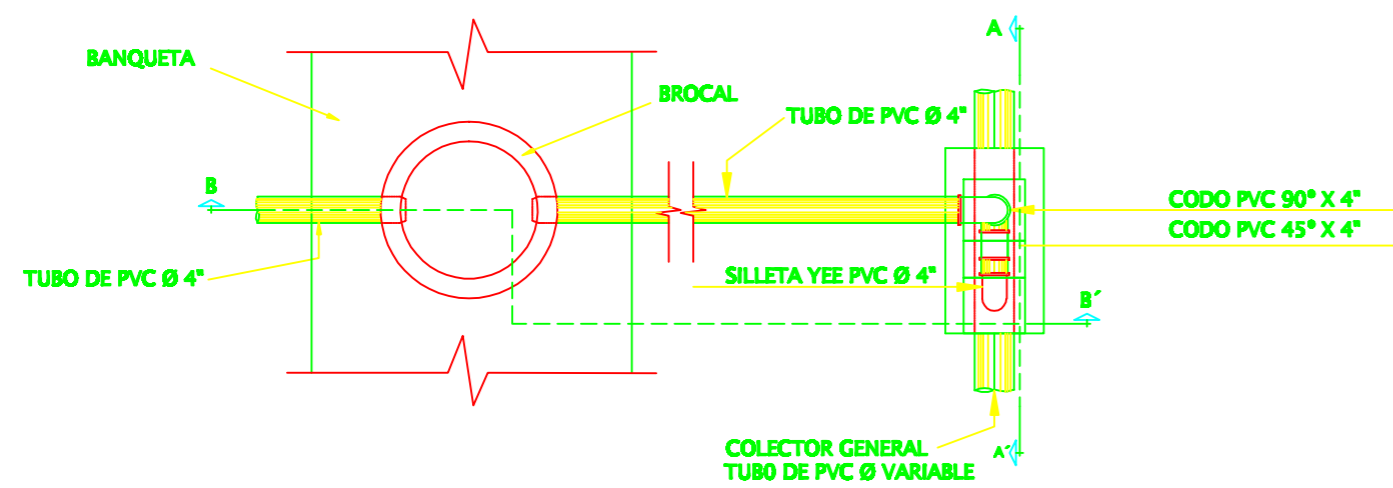 A
BANQUETA
BROCAL
TUBO DE PVC Ø 4"
B
CODO PVC 90° X 4"
CODO PVC 45° X 4"
TUBO DE PVC Ø 4"
SILLETA YEE PVC Ø 4"
B´
COLECTOR GENERAL
A´
TUBO DE PVC Ø VARIABLE